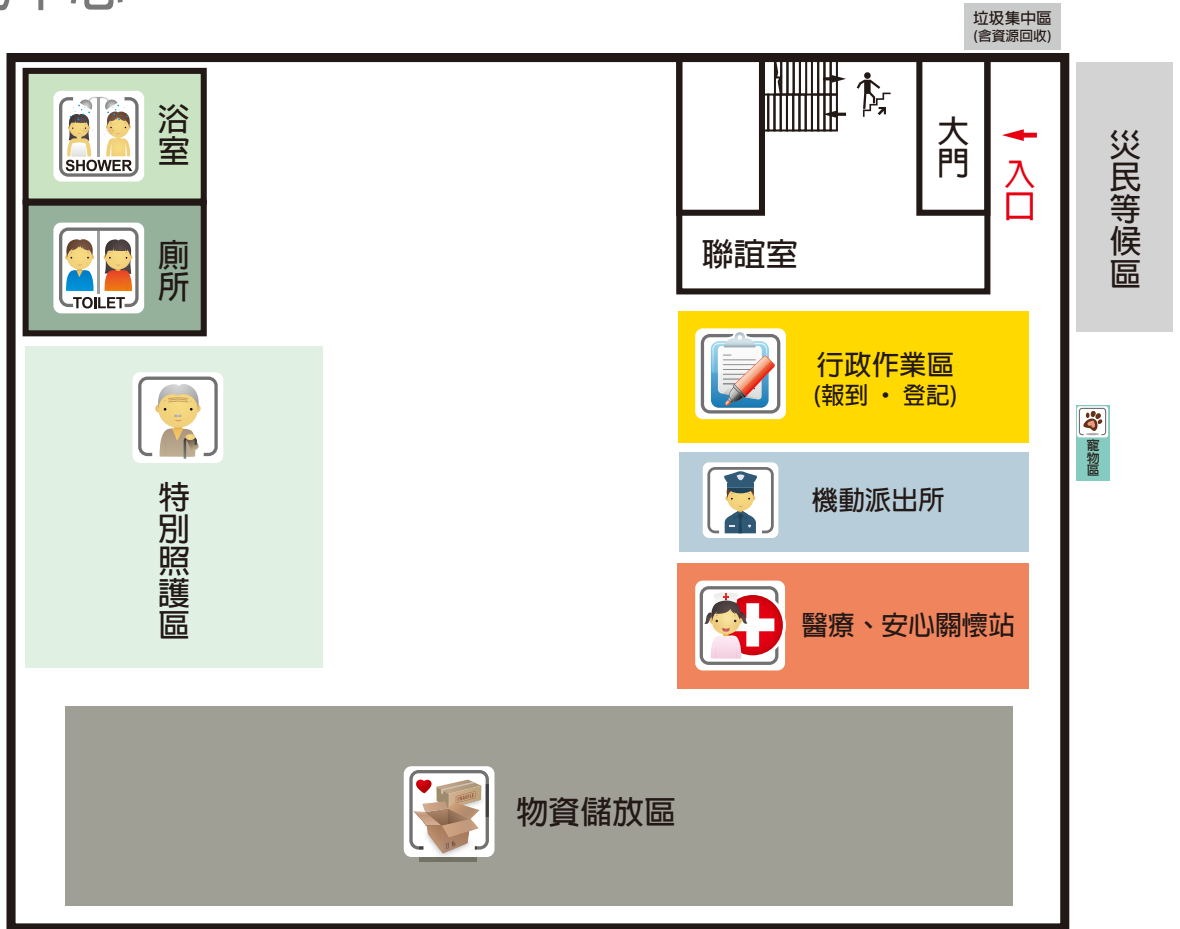 中心
垃圾集中區
(含資源回收)
浴室
SHOWER
大門
入口
災民等候區
廁所
TOILET
聯誼室
行政作業區
(報到 · 登記)
寵物區
特別照護區
機動派出所
醫療、安心關懷站
物資儲放區